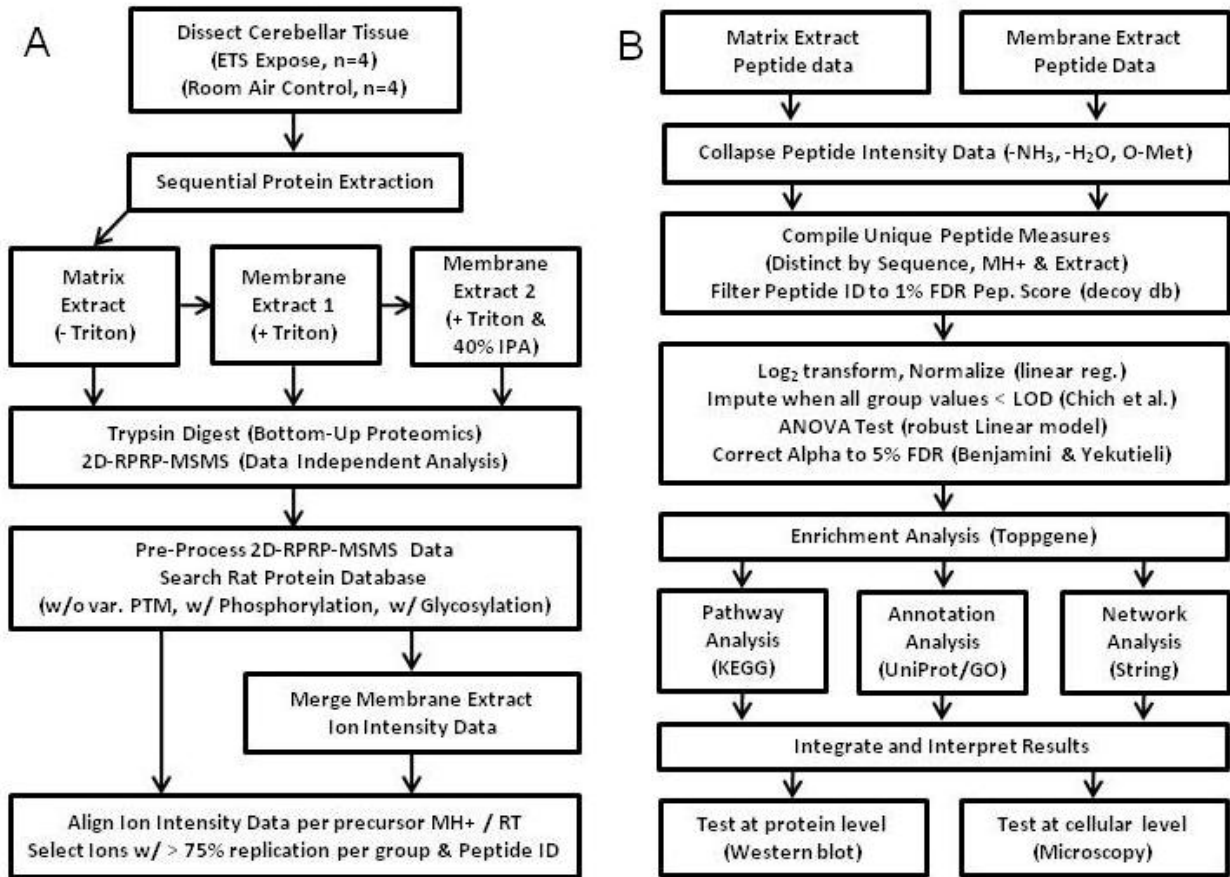 A
Dissect Cerebellar Tissue
(ETS Expose, n=4)
(Room Air Control, n=4)
Sequential Protein Extraction
Matrix
Extract
(- Triton)
Membrane
Extract 1
(+ Triton)
Membrane
Extract 2
(+ Triton &
40% IPA)
Trypsin Digest (Bottom-Up Proteomics)
2D-RPRP-MSMS (Data Independent Analysis)
Pre-Process 2D-RPRP-MSMS Data
Search Rat Protein Database
(w/o var. PTM, w/ Phosphorylation, w/ Glycosylation)
Merge Membrane Extract
Ion Intensity Data
Align Ion Intensity Data per precursor MH+ / RT
Select Ions w/ > 75% replication per group & Peptide ID
B
Matrix Extract
Peptide data
Membrane Extract
Peptide Data
Collapse Peptide Intensity Data (-NH₃, -H₂O, O-Met)
Compile Unique Peptide Measures
(Distinct by Sequence, MH+ & Extract)
Filter Peptide ID to 1% FDR Pep. Score (decoy db)
Log₂ transform, Normalize (linear reg.)
Impute when all group values < LOD (Chich et al.)
ANOVA Test (robust Linear model)
Correct Alpha to 5% FDR (Benjamini & Yekutieli)
Enrichment Analysis (Toppgene)
Pathway
Analysis
(KEGG)
Annotation
Analysis
(UniProt/GO)
Network
Analysis
(String)
Integrate and Interpret Results
Test at protein level
(Western blot)
Test at cellular level
(Microscopy)